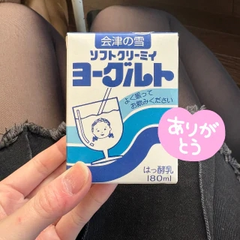 会津の雪
ソフトクリーミィ
ヨーグルト
よく振って
お飲みください
ありが
とう
はっ酵乳
180ml